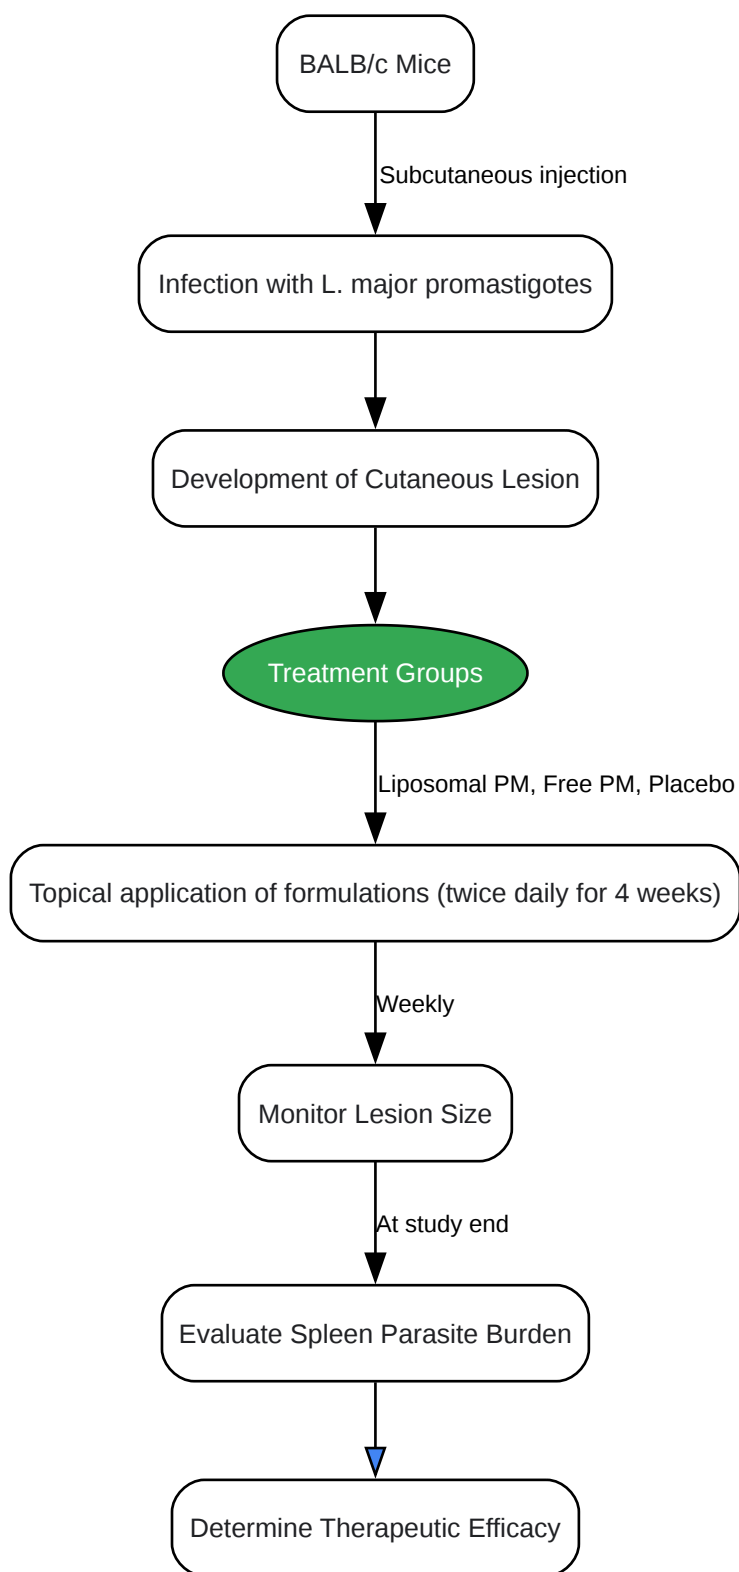 BALB/c Mice
Subcutaneous injection
Infection with L. major promastigotes
Development of Cutaneous Lesion
Treatment Groups
Liposomal PM, Free PM, Placebo
Topical application of formulations (twice daily for 4 weeks)
Weekly
Monitor Lesion Size
At study end
Evaluate Spleen Parasite Burden
Determine Therapeutic Efficacy